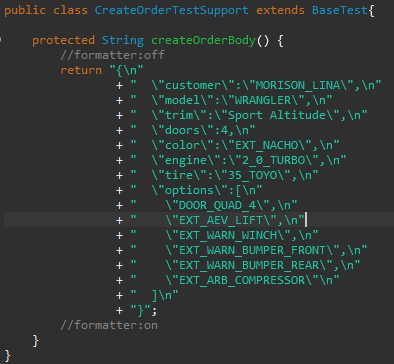 public class CreateOrderTestSupport extends BaseTest{
protected String createOrderBody() {
//formatter:off
return "{\n"
+ "  \"customer\":\"MORISON_LINA\",\n"
+ "  \"model\":\"WRANGLER\",\n"
+ "  \"trim\":\"Sport Altitude\",\n"
+ "  \"doors\":4,\n"
+ "  \"color\":\"EXT_NACHO\",\n"
+ "  \"engine\":\"2_0_TURBO\",\n"
+ "  \"tire\":\"35_TOYO\",\n"
+ "  \"options\":[\n"
+ "    \"DOOR_QUAD_4\",\n"
+ "    \"EXT_AEV_LIFT\",\n"
+ "    \"EXT_WARN_WINCH\",\n"
+ "    \"EXT_WARN_BUMPER_FRONT\",\n"
+ "    \"EXT_WARN_BUMPER_REAR\",\n"
+ "    \"EXT_ARB_COMPRESSOR\"\n"
+ "  ]\n"
+ "}";
//formatter:on
}
}